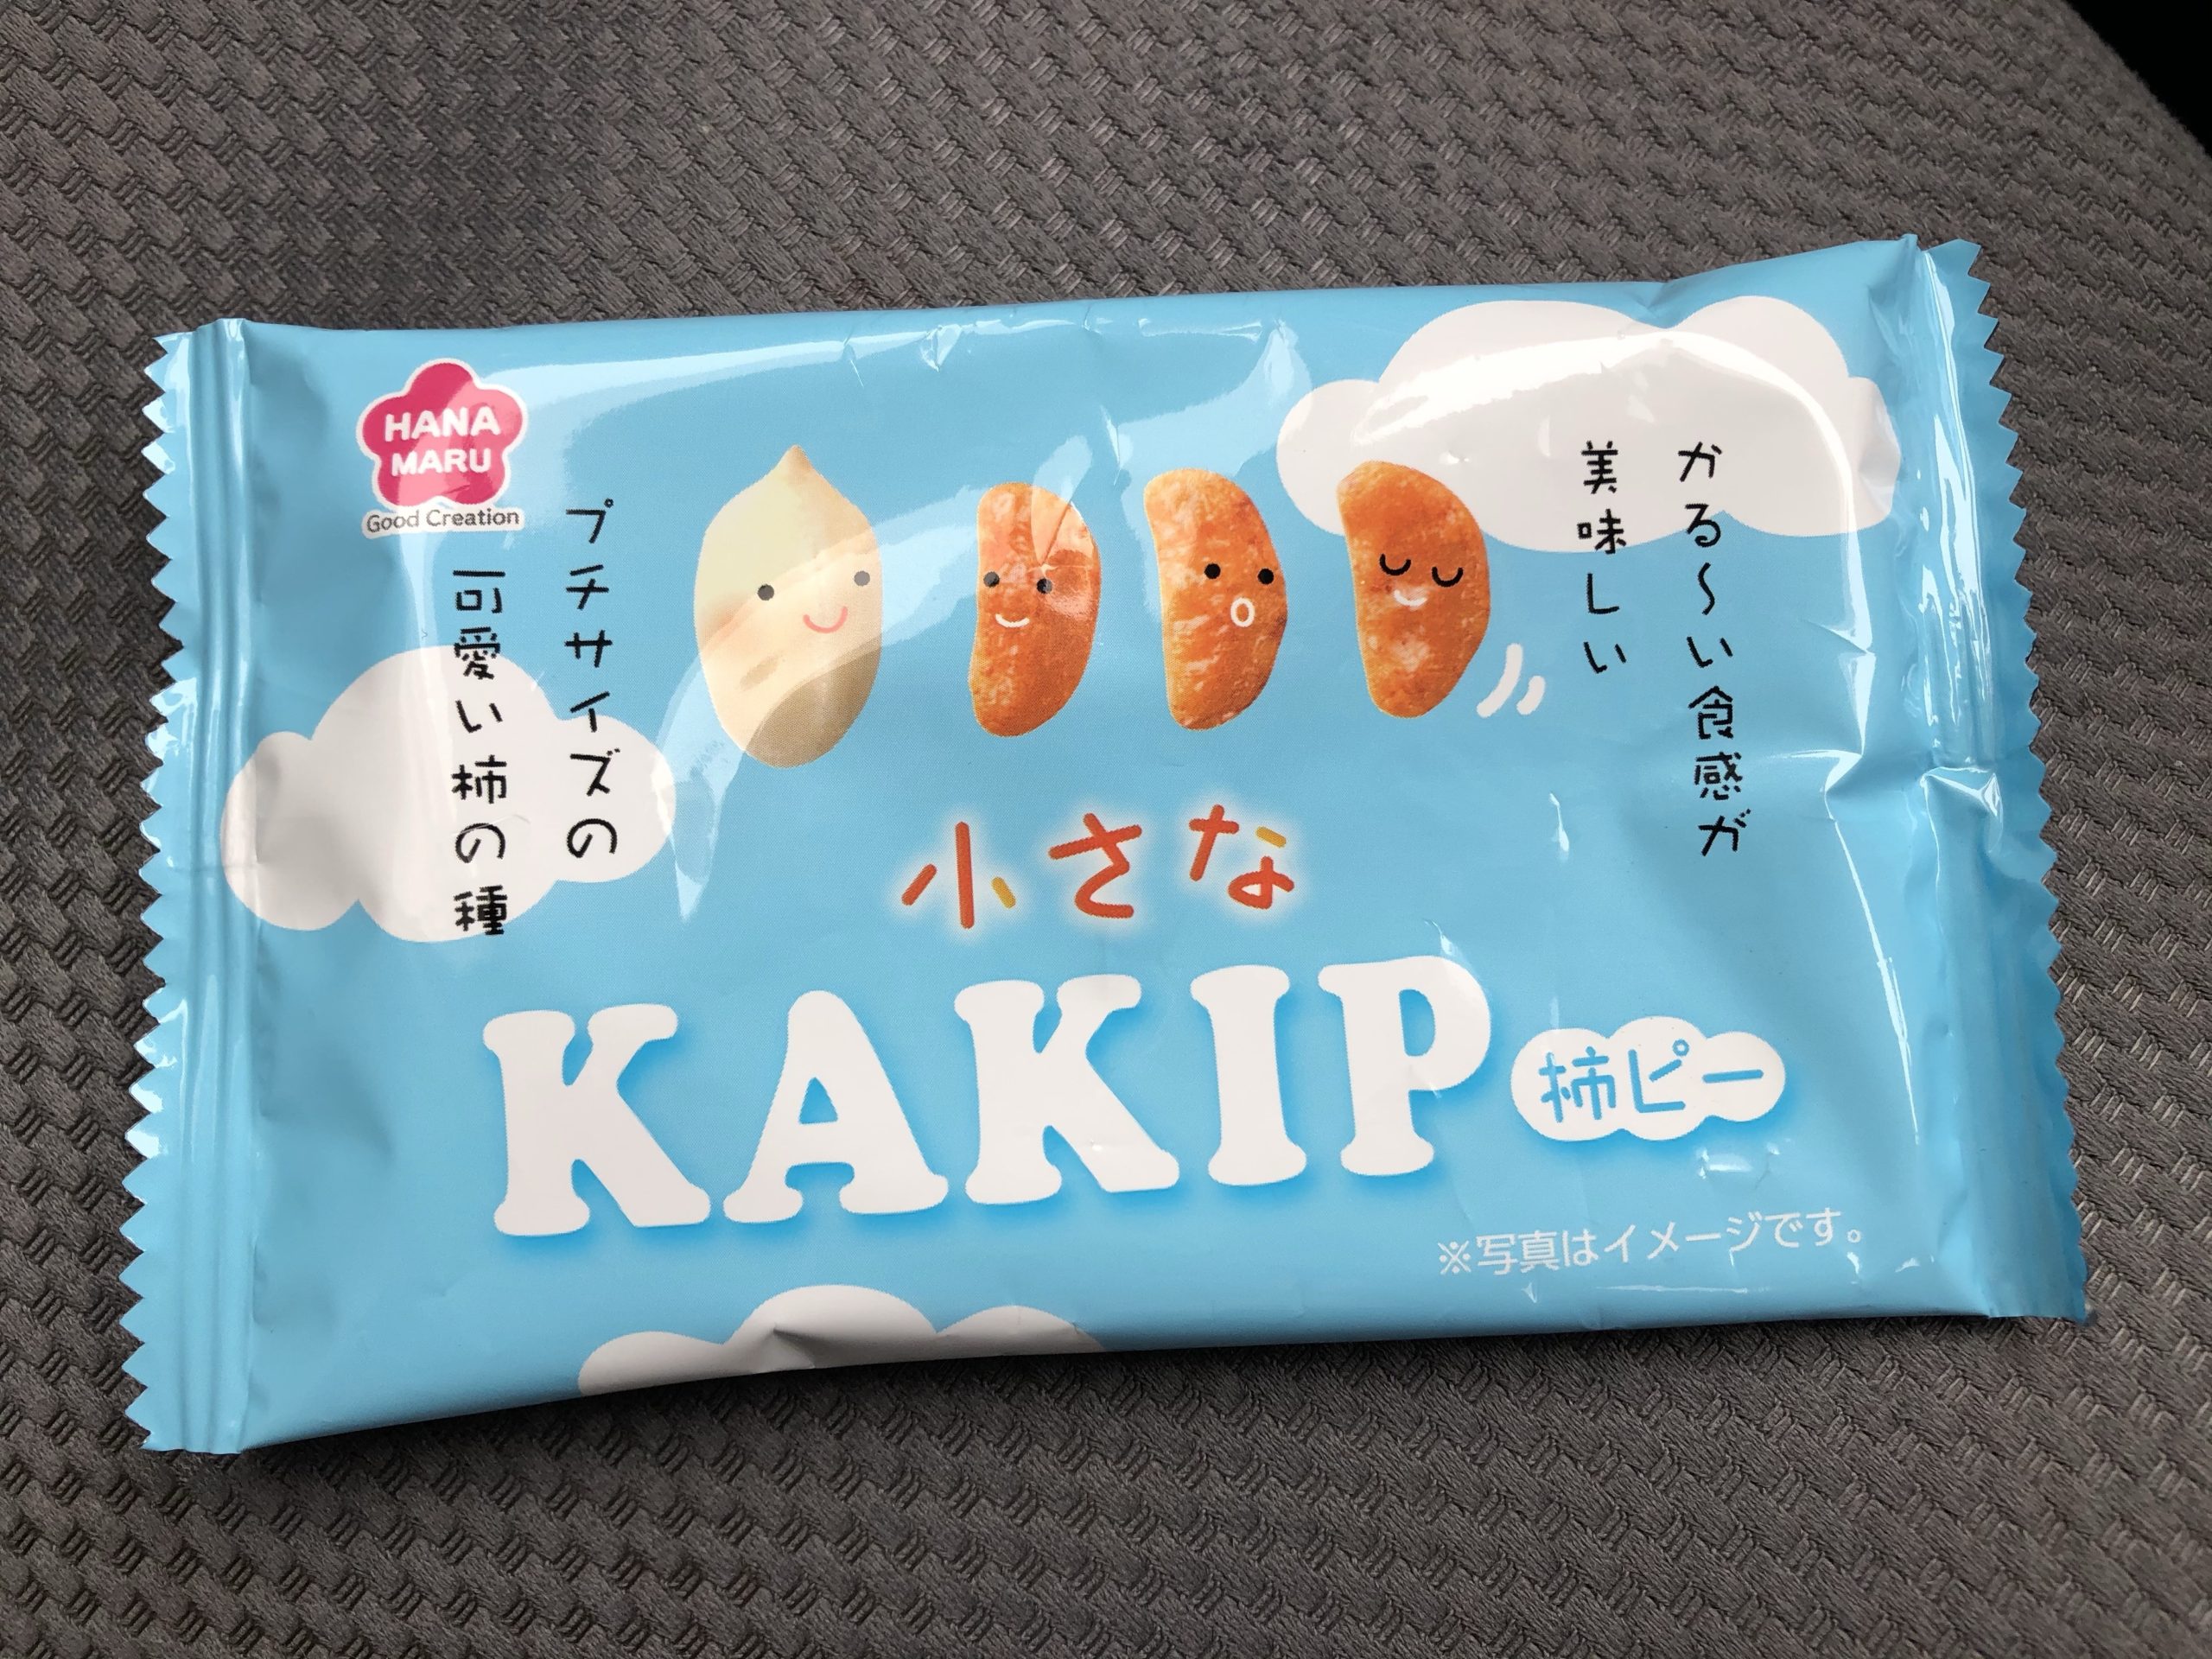 HANA
MARU
Good Creation
かる〜い食感が
美味しい
プチサイズの
可愛い柿の種
小さな
KAKIP
柿ピー
※写真はイメージです。